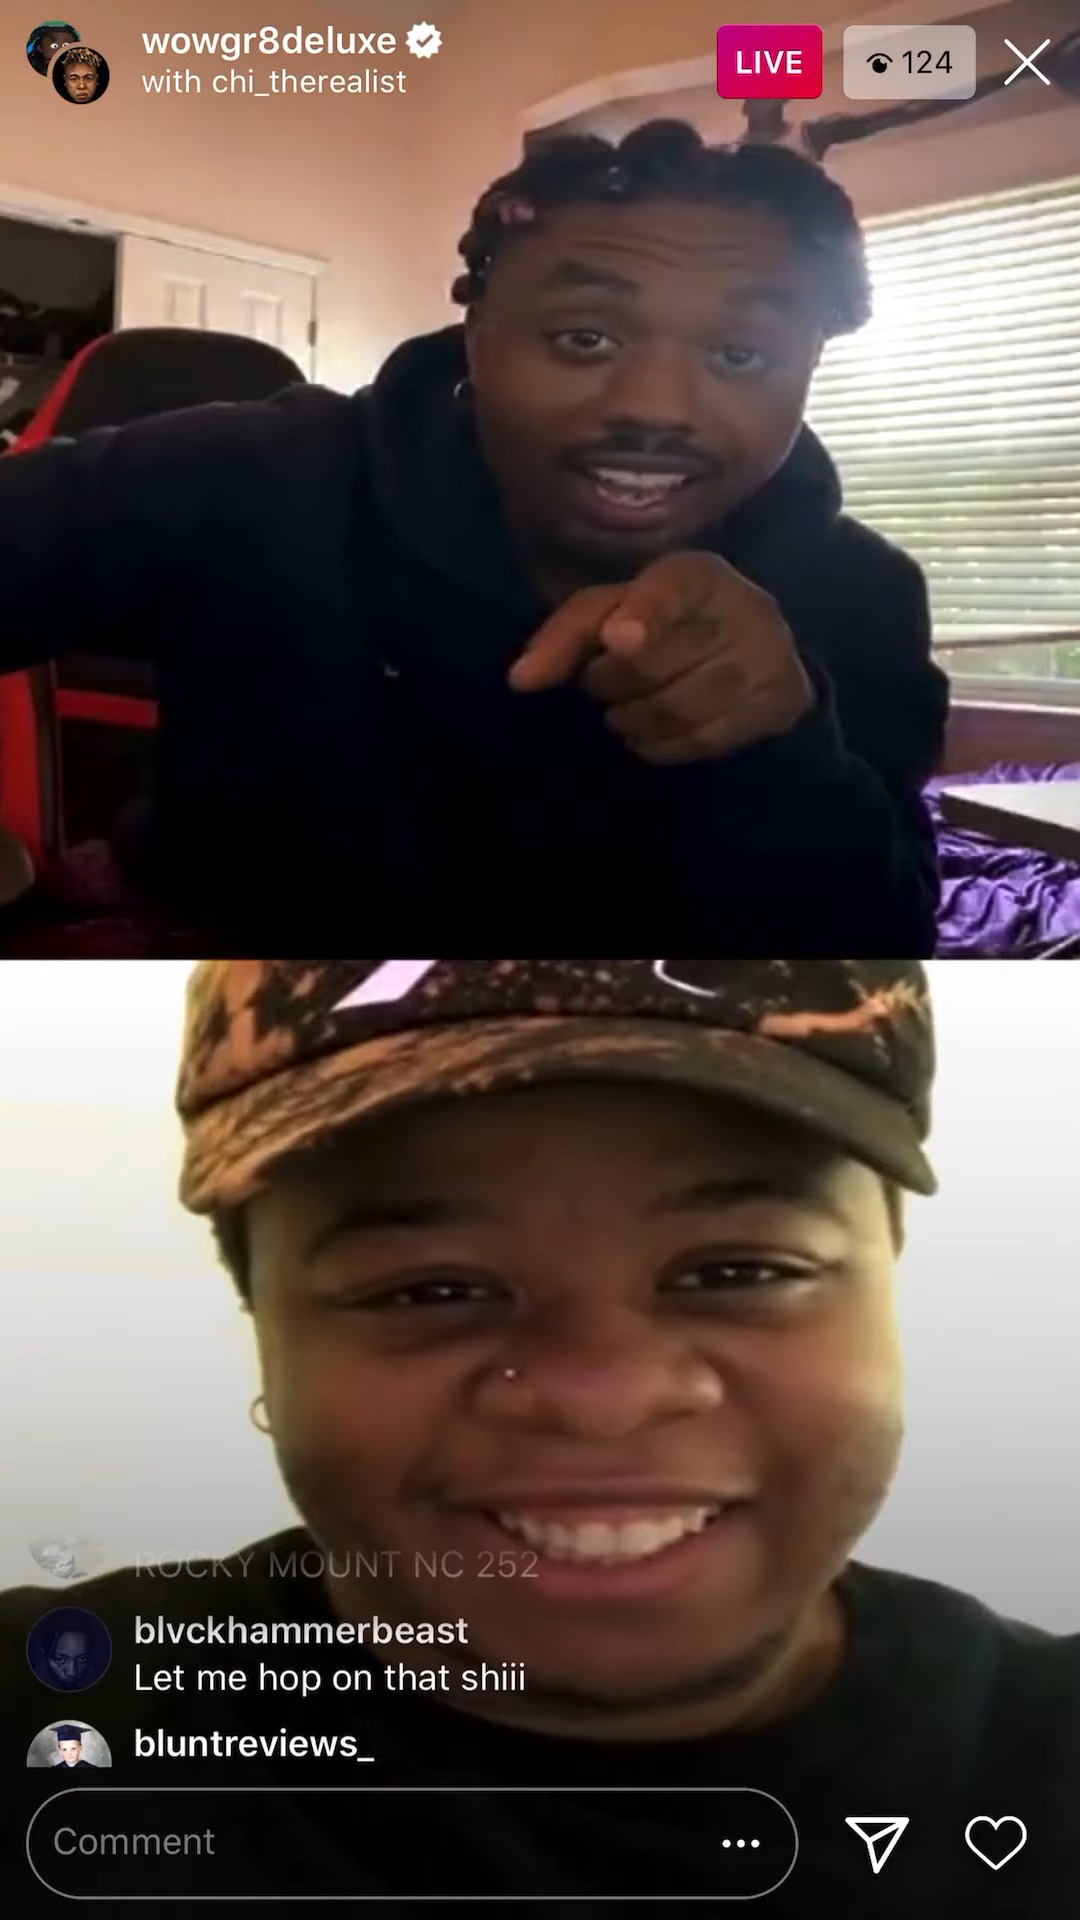 wowgr8deluxe
with chi_therealist
LIVE
124
ROCKY MOUNT NC 252
blvckhammerbeast
Let me hop on that shiii
bluntreviews_
Comment